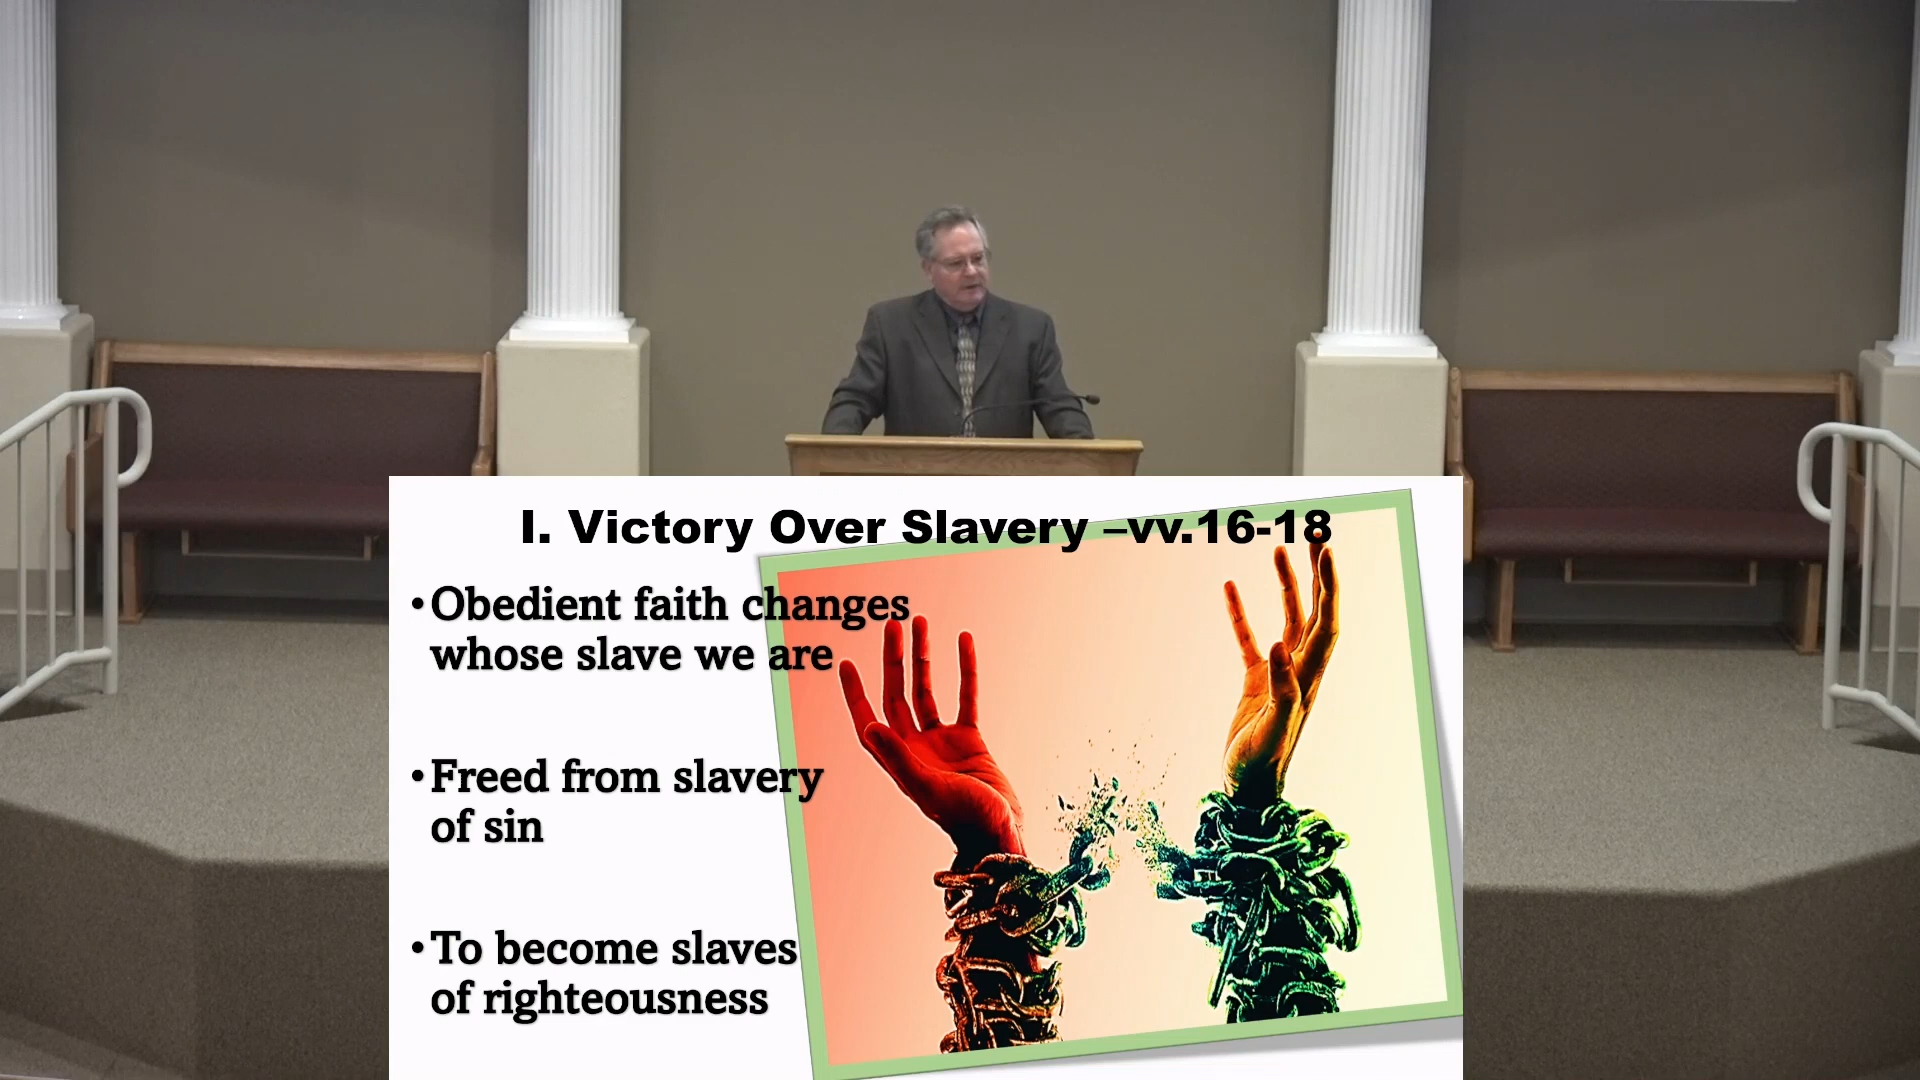 I. Victory Over Slavery –vv.16-18
•Obedient faith changes
whose slave we are
•Freed from slavery
of sin
•To become slaves
of righteousness